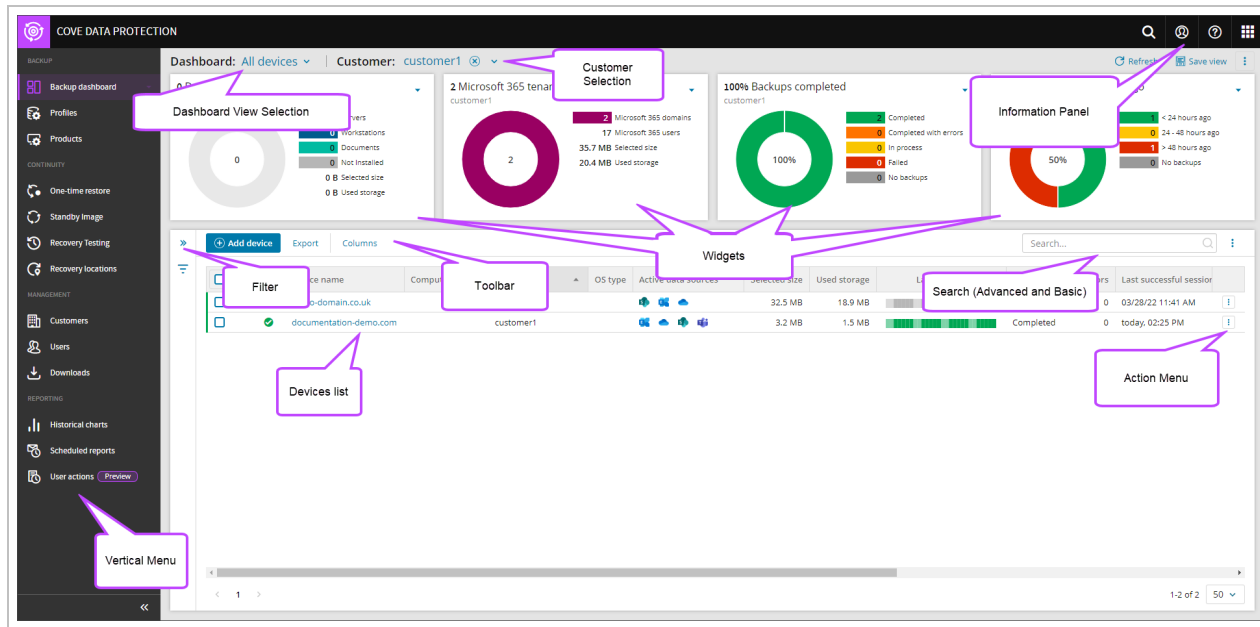 COVE DATA PROTECTION
BACKUP
Backup dashboard
Profiles
Products
CONTINUITY
One-time restore
Standby Image
Recovery Testing
Recovery locations
MANAGEMENT
Customers
Users
Downloads
REPORTING
Historical charts
Scheduled reports
User actions Preview
Vertical Menu
Dashboard: All devices | Customer: customer1
Customer Selection
Save view
Dashboard View Selection
Workstations
0 Documents
0 Not Installed
0 B Selected size
0 B Used storage
0
2 Microsoft 365
customer1
2 Microsoft 365 domains
17 Microsoft 365 users
35.7 MB Selected size
20.4 MB Used storage
2
100% Backups completed
customer1
2 Completed
0 Completed with errors
0 In process
0 Failed
0 No backups
100%
Information Panel
1 < 24 hours ago
0 24 - 48 hours ago
1 > 48 hours ago
0 No backups
50%
Widgets
Add device
Export
Columns
Search...
Filter
Toolbar
Search (Advanced and Basic)
name
OS type
Used storage
Last successful session
32.5 MB
18.9 MB
0
03/28/22 11:41 AM
documentation-demo.com
customer1
3.2 MB
1.5 MB
Completed
0
today, 02:25 PM
Devices list
Action Menu
1
1-2 of 2
50